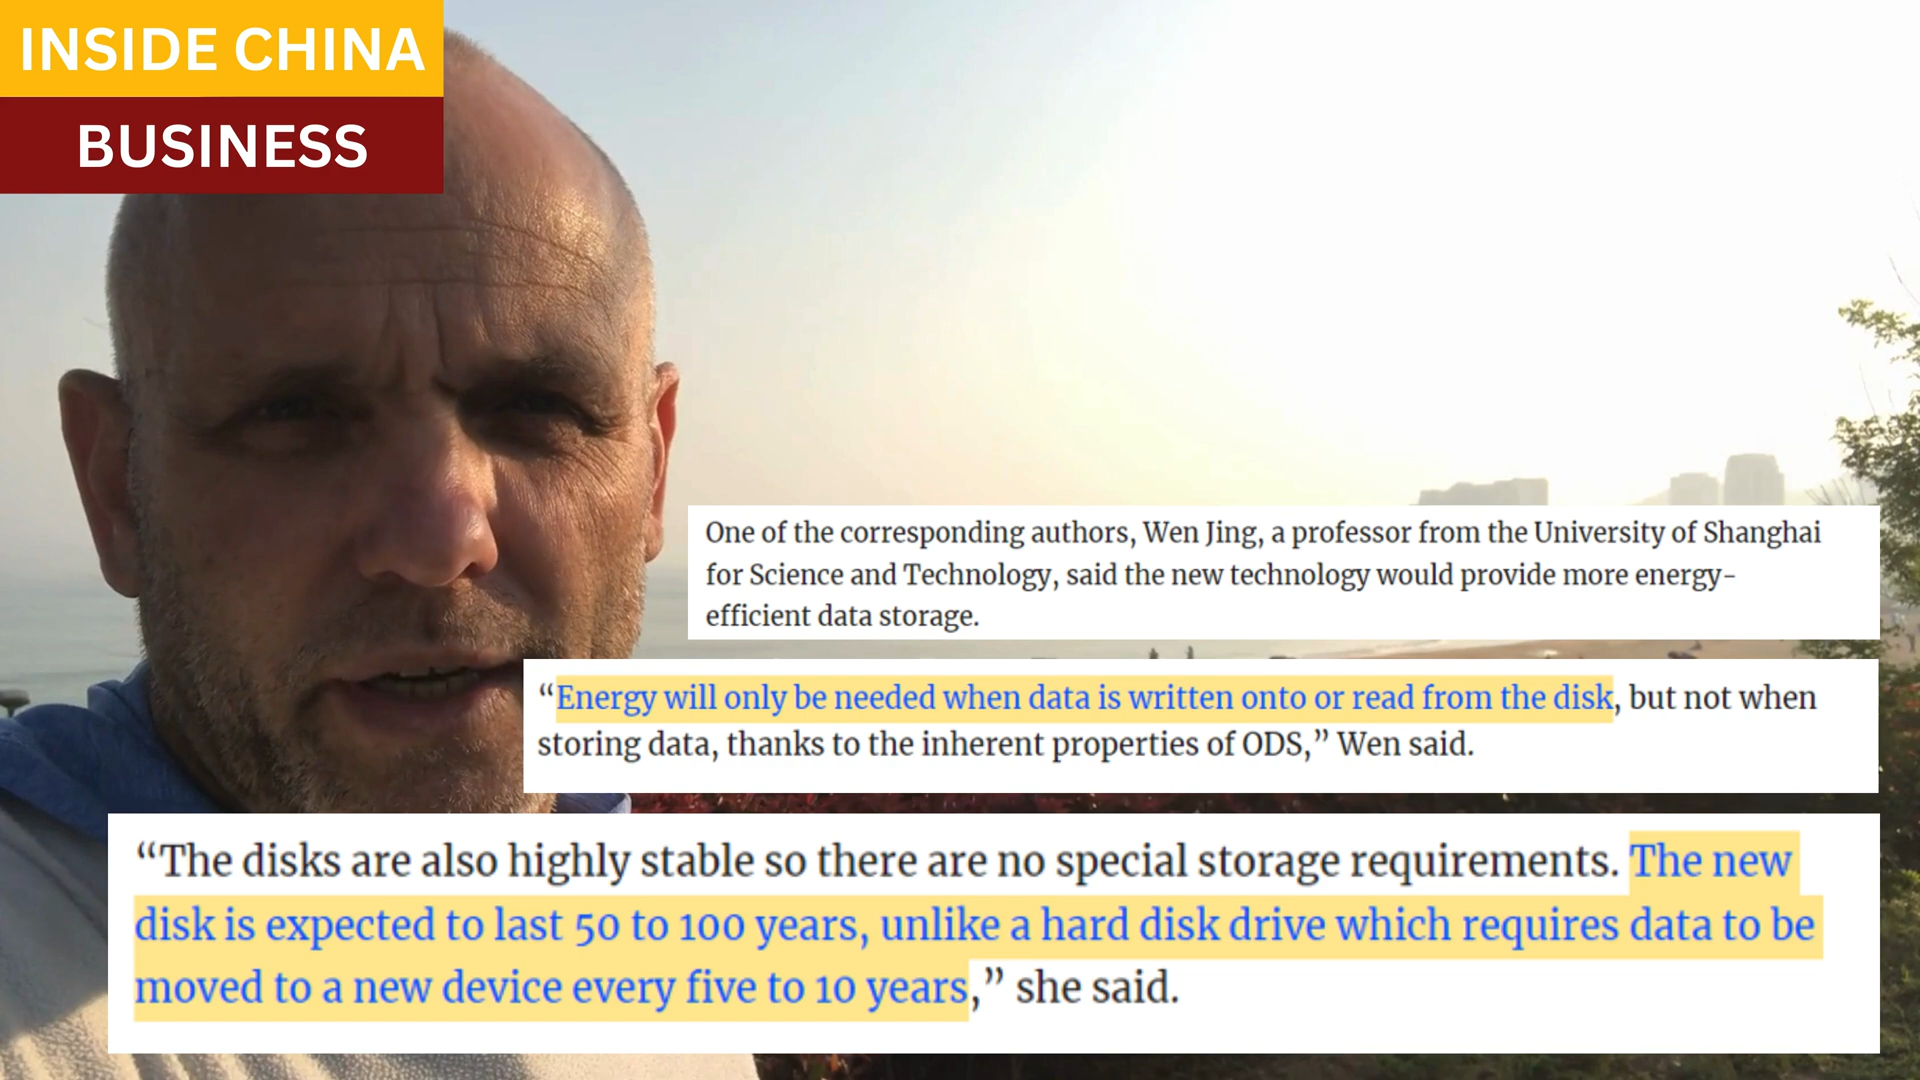 INSIDE CHINA
BUSINESS
One of the corresponding authors, Wen Jing, a professor from the University of Shanghai
for Science and Technology, said the new technology would provide more energy-
efficient data storage.
“Energy will only be needed when data is written onto or read from the disk, but not when
storing data, thanks to the inherent properties of ODS,” Wen said.
“The disks are also highly stable so there are no special storage requirements. The new
disk is expected to last 50 to 100 years, unlike a hard disk drive which requires data to be
moved to a new device every five to 10 years,” she said.